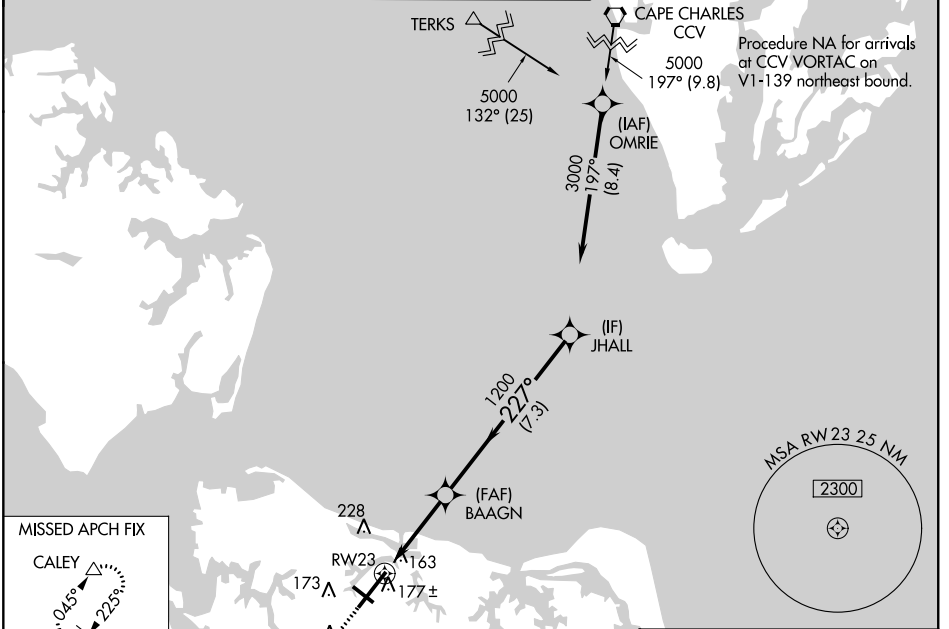 TERKS
5000
132° (25)
CAPE CHARLES
CCV
5000
197° (9.8)
Procedure NA for arrivals
at CCV VORTAC on
V1-139 northeast bound.
(IAF)
OMRIE
3000
197°
(8.4)
(IF)
JHALL
1200
227°
(7.3)
MSA RW23 25 NM
2300
(FAF)
BAAGN
228
RW23
163
173
177±
MISSED APCH FIX
CALEY
045°
225°